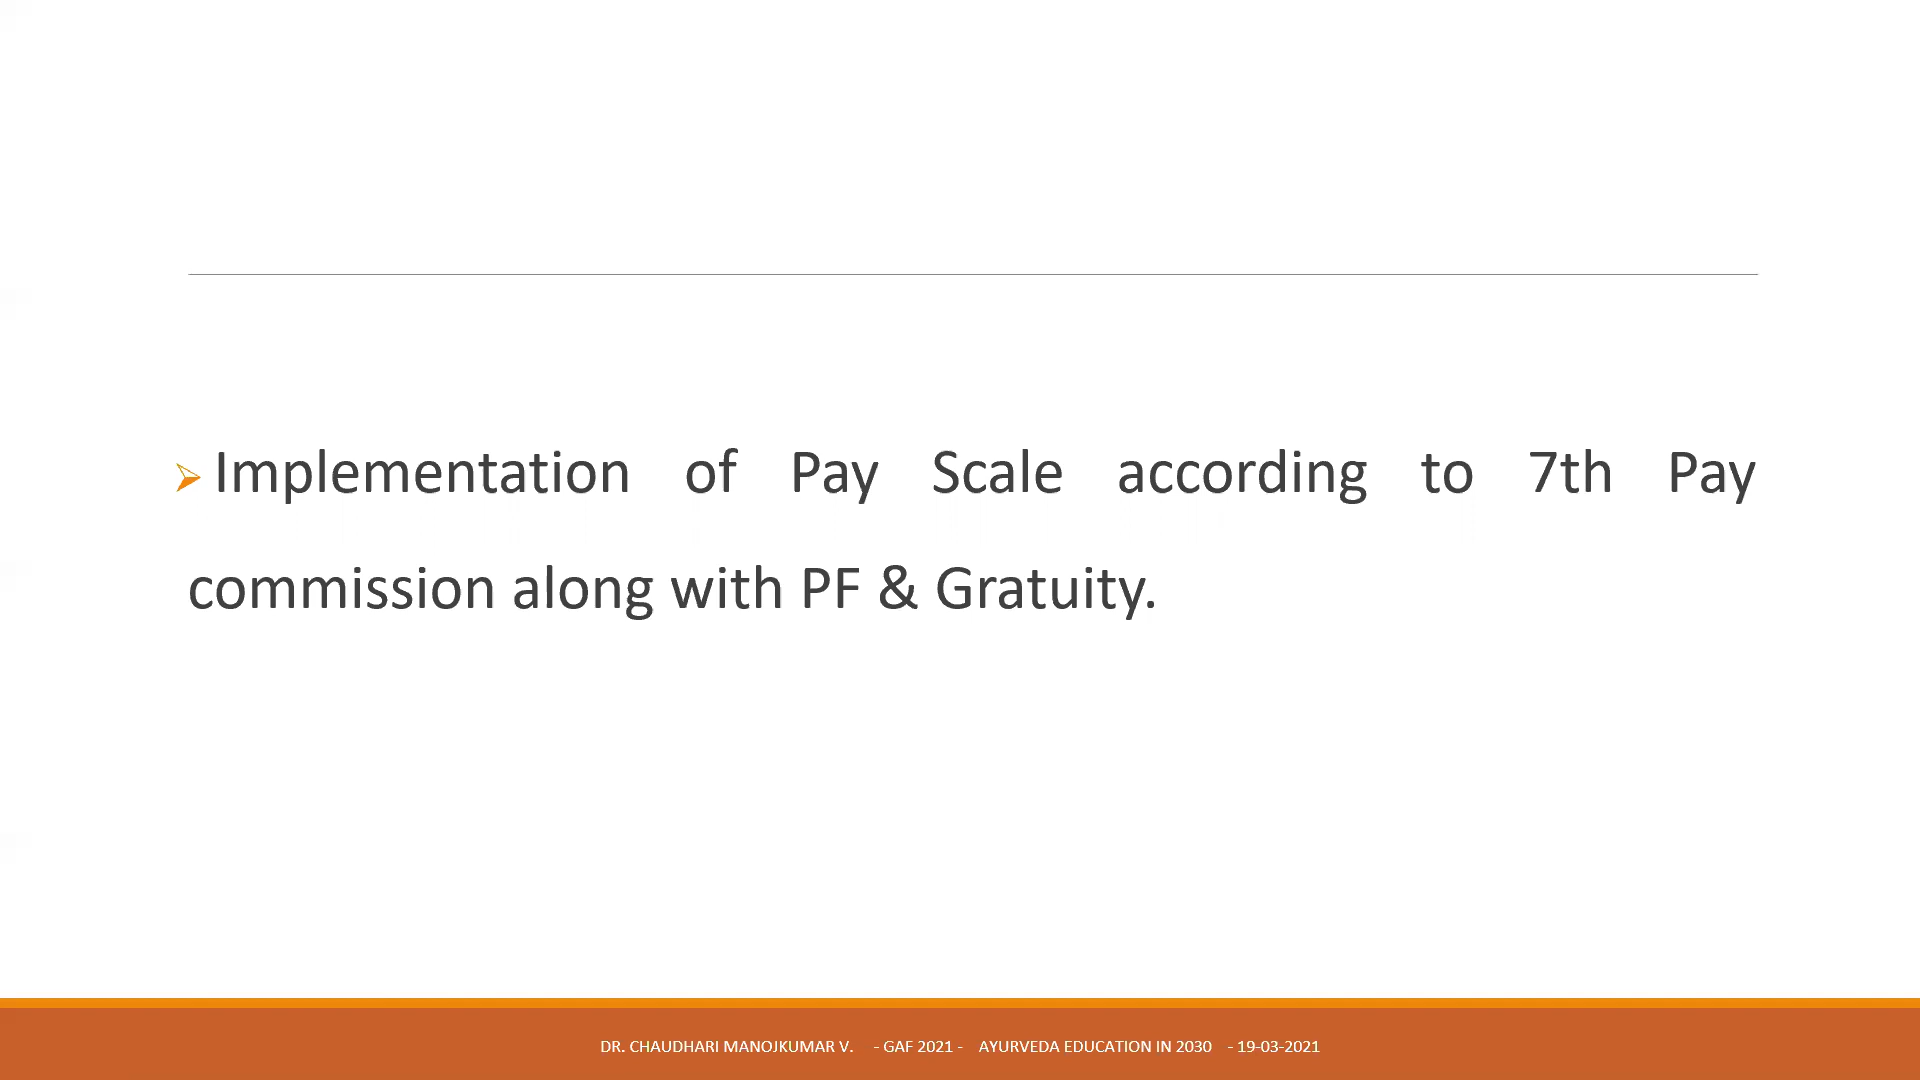 Implementation of Pay Scale according to 7th Pay
commission along with PF & Gratuity.
DR. CHAUDHARI MANOJKUMAR V. - GAF 2021 - AYURVEDA EDUCATION IN 2030 - 19-03-2021